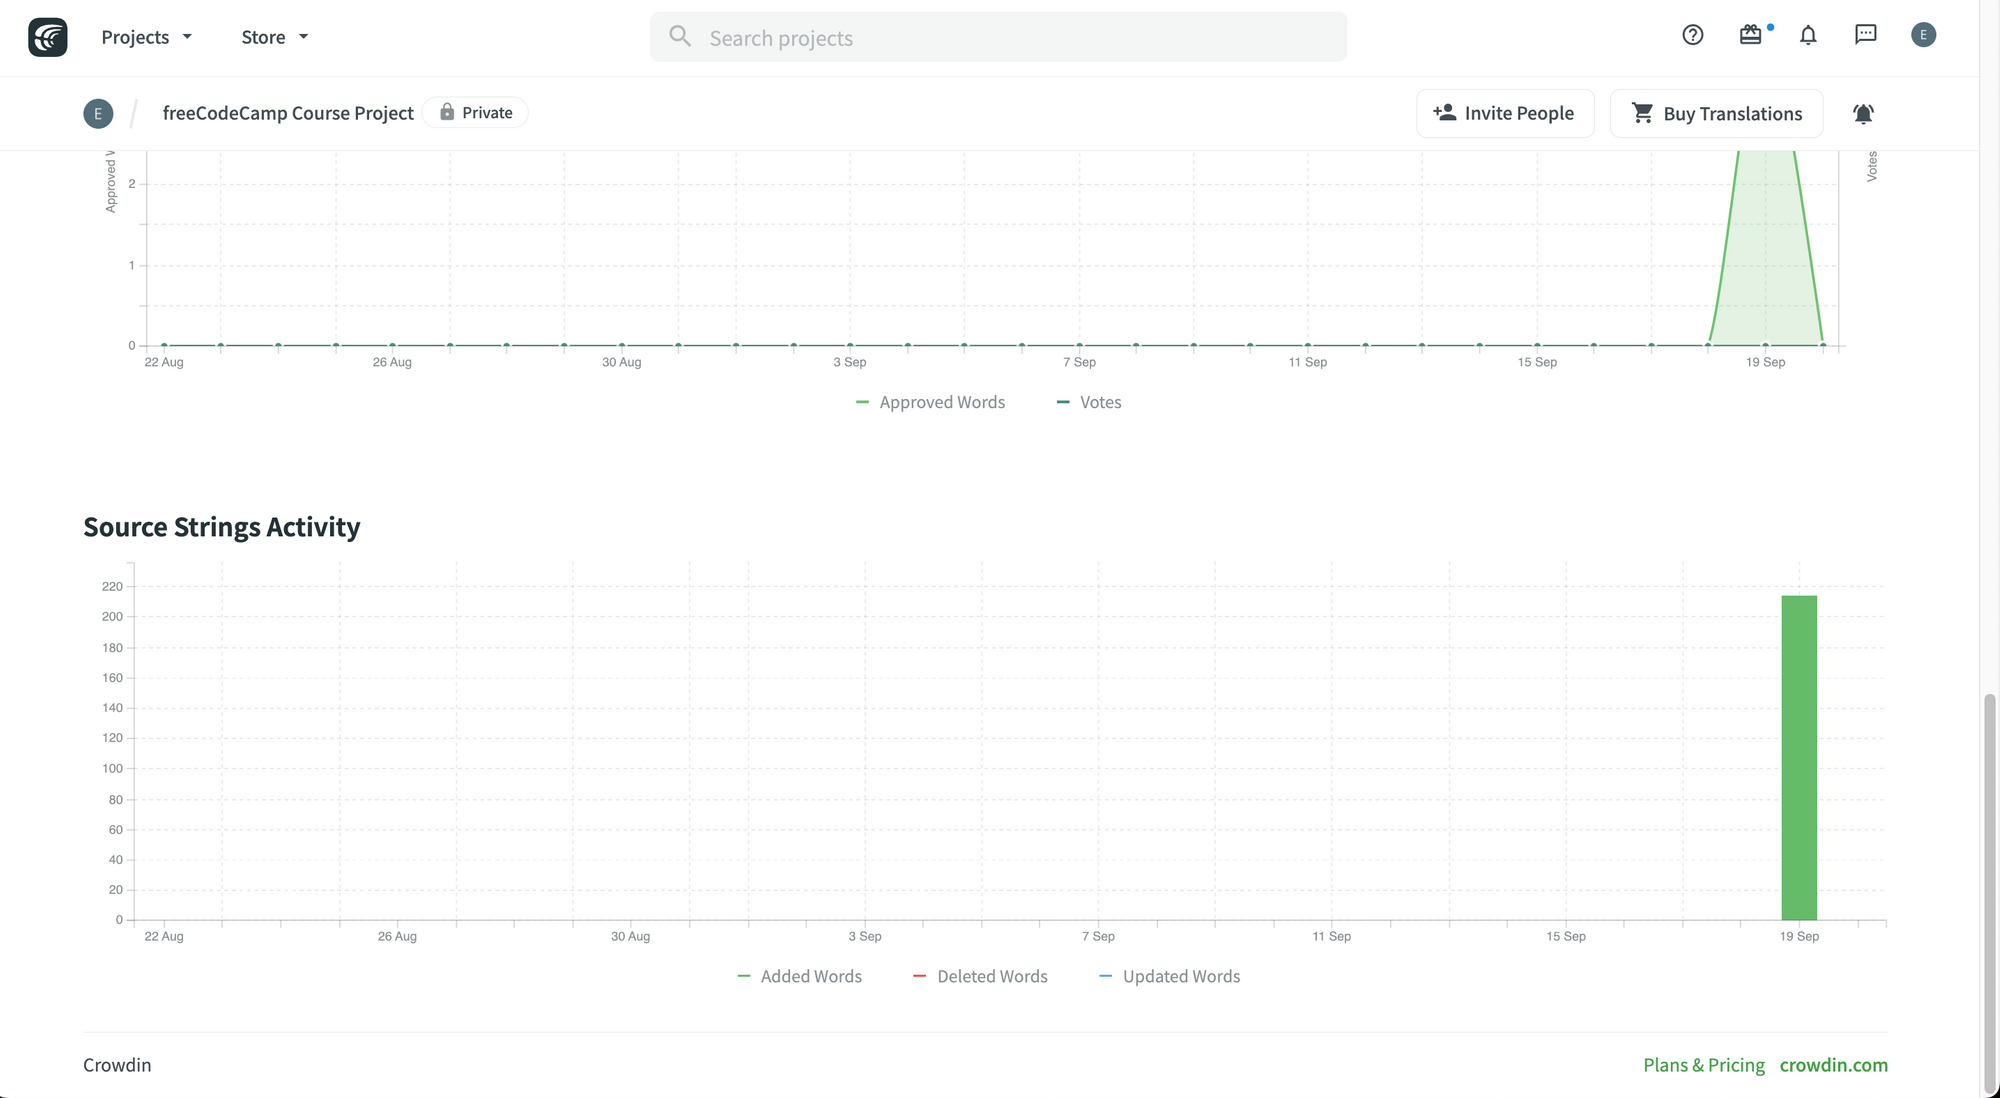 Projects Store Search projects E
E / freeCodeCamp Course Project Private Invite People Buy Translations
Approved Votes
2
1
0
22 Aug 26 Aug 30 Aug 3 Sep 7 Sep 11 Sep 15 Sep 19 Sep
Approved Words Votes
Source Strings Activity
220
200
180
160
140
120
100
80
60
40
20
0
22 Aug 26 Aug 30 Aug 3 Sep 7 Sep 11 Sep 15 Sep 19 Sep
Added Words Deleted Words Updated Words
Crowdin Plans & Pricing crowdin.com